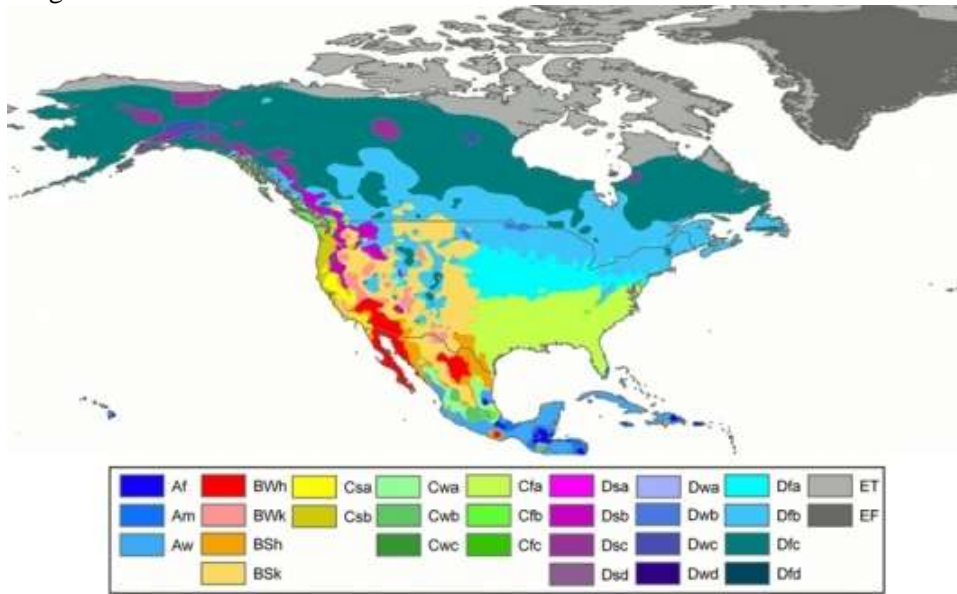 Af BWh Csa Cwa Cfa Dsa Dwa Dfa ET
Am BWk Csb Cwb Cfb Dsb Dwb Dfb EF
Aw BSh Cwc Cfc Dsc Dwc Dfc
BSk Dsd Dwd Dfd